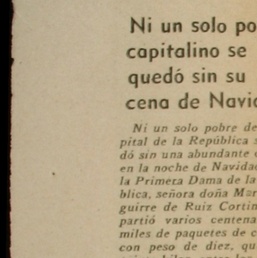 Ni un solo po
capitalino se
quedó sin su
cena de Navid
Ni un solo pobre de
pital de la República s
dó sin una abundante
en la noche de Navidad
la Primera Dama de la
blica, señora doña Mar
guirre de Ruiz Cortin
partió varios centena
miles de paquetes de c
con peso de diez, qu